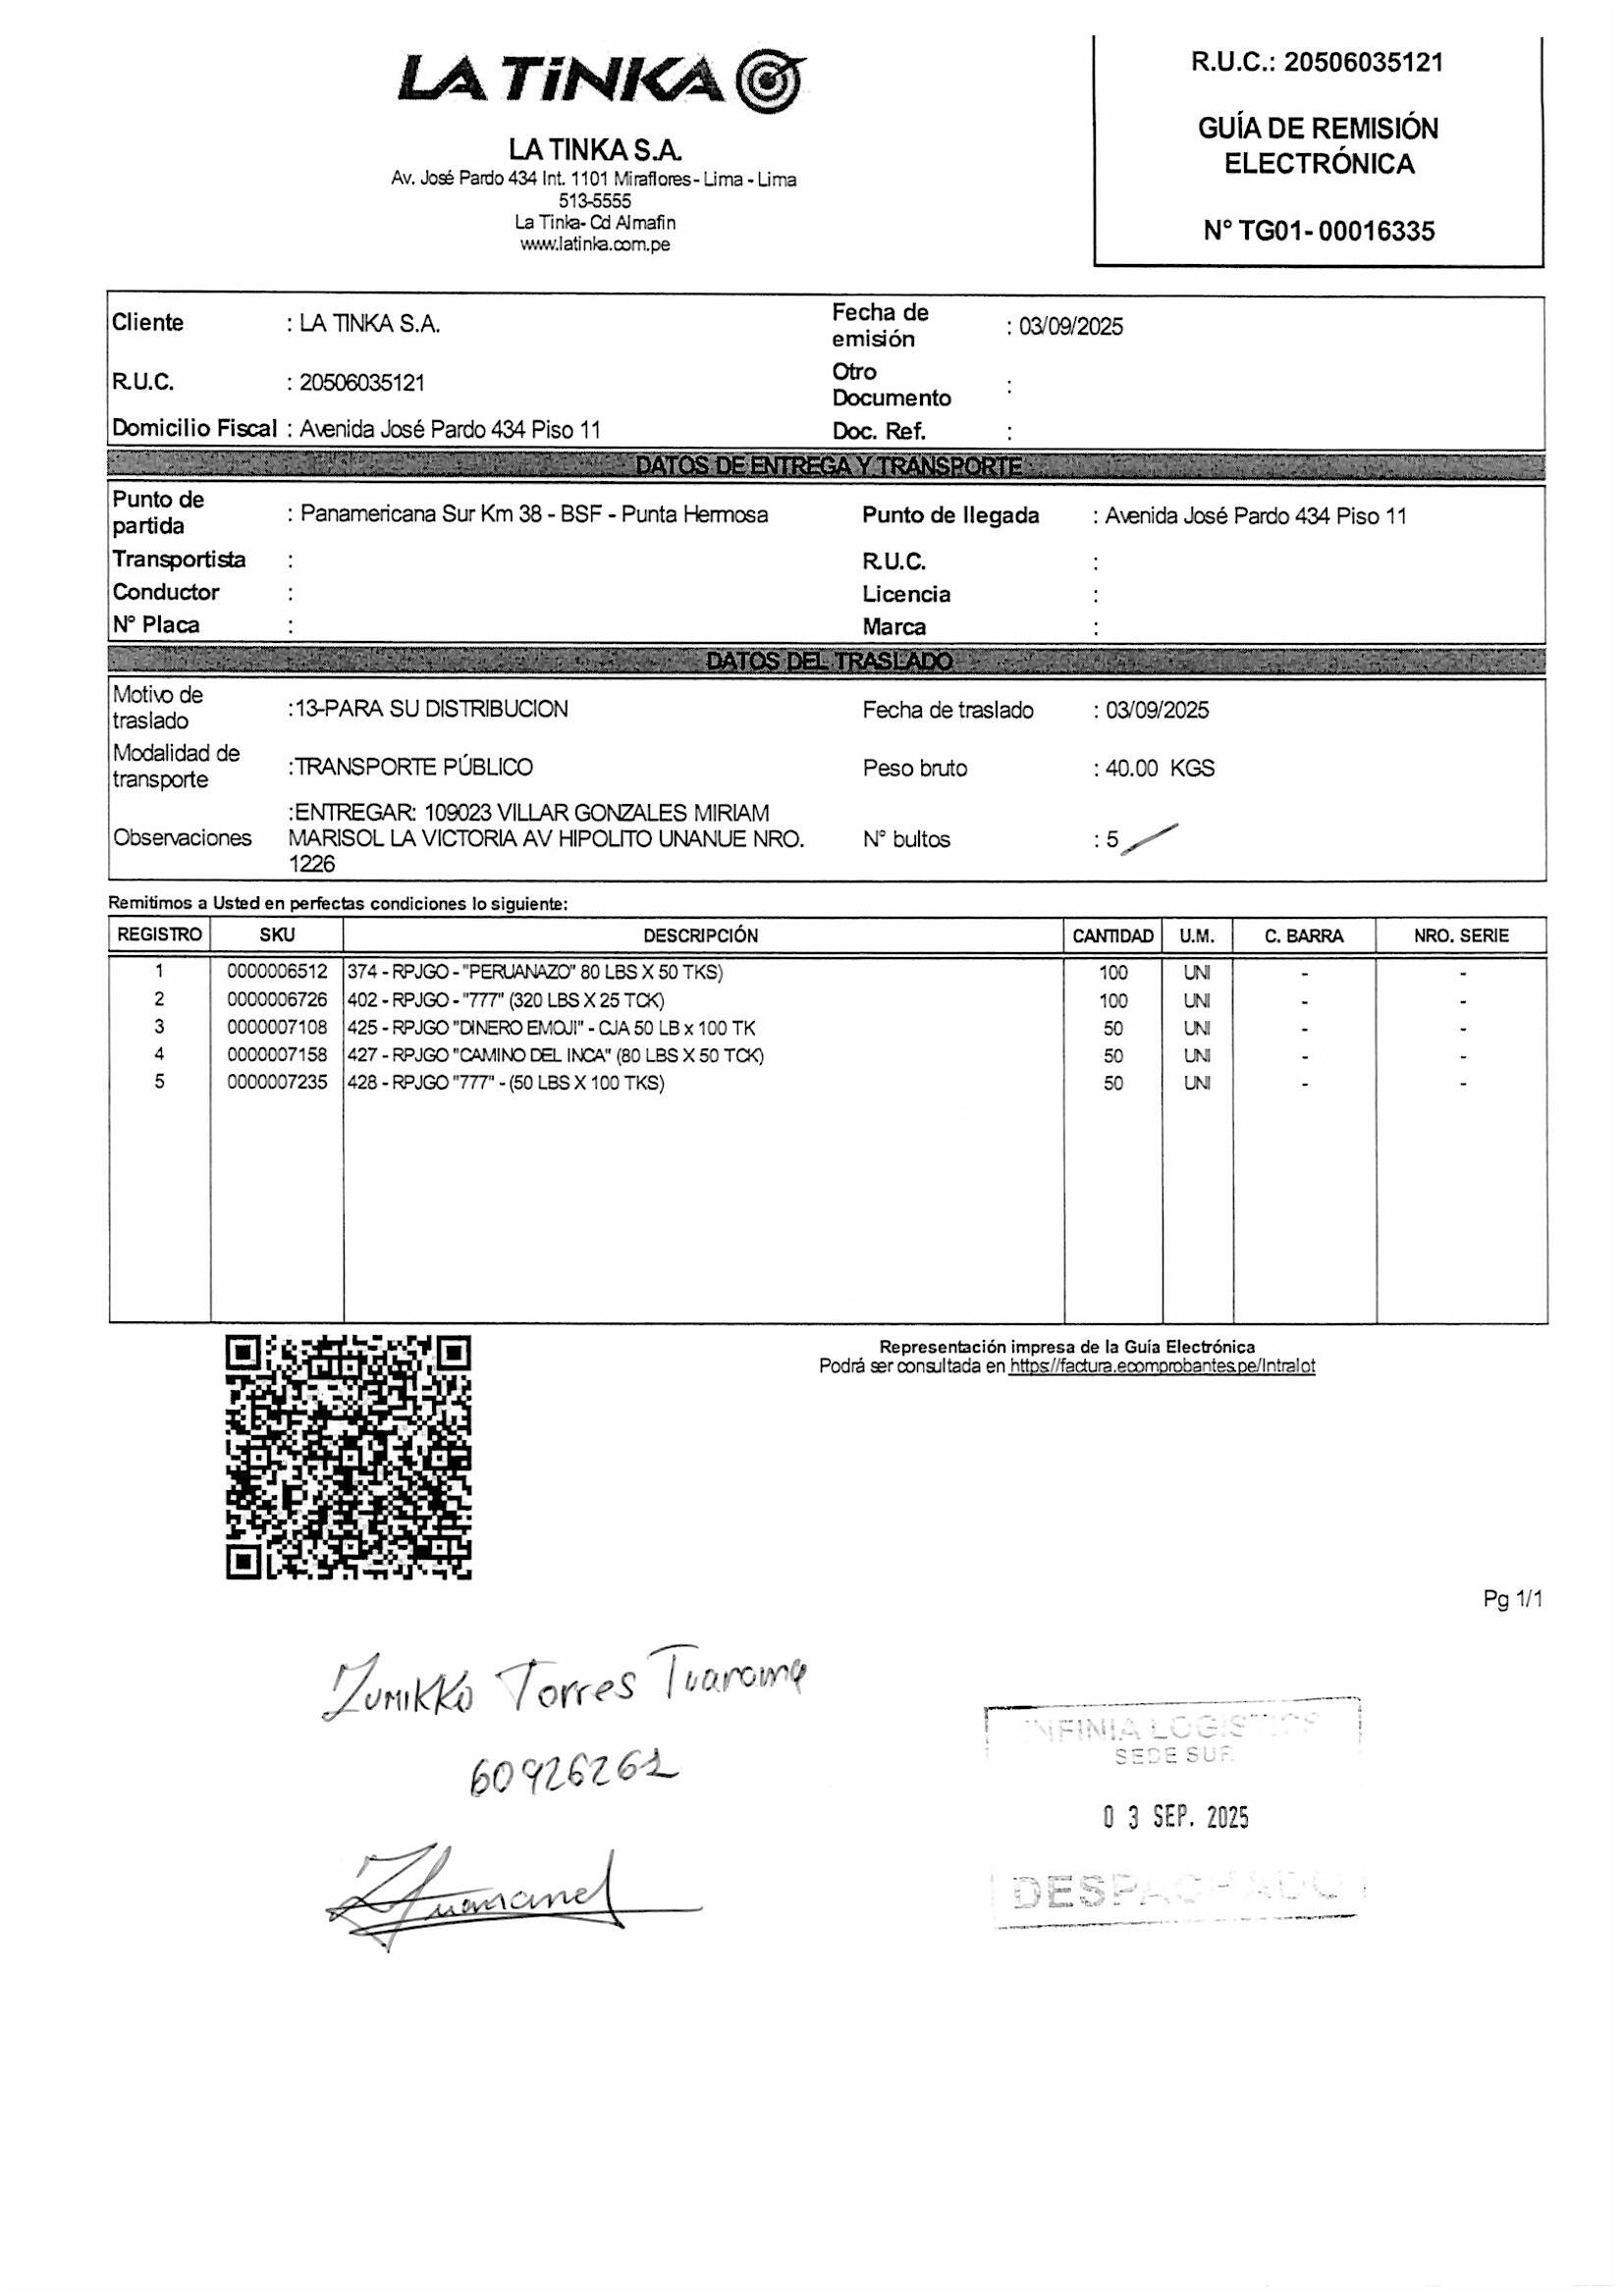 LA TiNKA
LA TINKA S.A.
Av. José Pardo 434 Int. 1101 Miraflores- Lima - Lima
513-5555
La Tinka- Cd Almafin
www.latinka.com.pe
R.U.C.: 20506035121
GUÍA DE REMISIÓN
ELECTRÓNICA
N° TG01- 00016335
Cliente : LA TINKA S.A. Fecha de emisión : 03/09/2025
R.U.C. : 20506035121 Otro Documento :
Domicilio Fiscal : Avenida José Pardo 434 Piso 11 Doc. Ref. :
DATOS DE ENTREGA Y TRANSPORTE
Punto de partida : Panamericana Sur Km 38 - BSF - Punta Hermosa Punto de llegada : Avenida José Pardo 434 Piso 11
Transportista : R.U.C. :
Conductor : Licencia :
N° Placa : Marca :
DATOS DEL TRASLADO
Motivo de traslado :13-PARA SU DISTRIBUCION Fecha de traslado : 03/09/2025
Modalidad de transporte :TRANSPORTE PÚBLICO Peso bruto : 40.00 KGS
Observaciones :ENTREGAR: 109023 VILLAR GONZALES MIRIAM
MARISOL LA VICTORIA AV HIPOLITO UNANUE NRO.
1226
N° bultos : 5
Remitimos a Usted en perfectas condiciones lo siguiente:
REGISTRO SKU DESCRIPCIÓN CANTIDAD U.M. C. BARRA NRO. SERIE
1 0000006512 374 - RPJGO - "PERUANAZO" 80 LBS X 50 TKS) 100 UNI - -
2 0000006726 402 - RPJGO - "777" (320 LBS X 25 TCK) 100 UNI - -
3 0000007108 425 - RPJGO "DINERO EMOJI" - CJA 50 LB x 100 TK 50 UNI - -
4 0000007158 427 - RPJGO "CAMINO DEL INCA" (80 LBS X 50 TCK) 50 UNI - -
5 0000007235 428 - RPJGO "777" - (50 LBS X 100 TKS) 50 UNI - -
Representación impresa de la Guía Electrónica
Podrá ser consultada en https://factura.ecomprobantes.pe/Intralot
Pg 1/1
Zumikko Torres Tuarama
60926261
INFINIA LOGISTICS
SEDE SUR
0 3 SEP. 2025
DESPACHADO